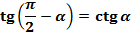 tg(π/2 − α) = ctg α